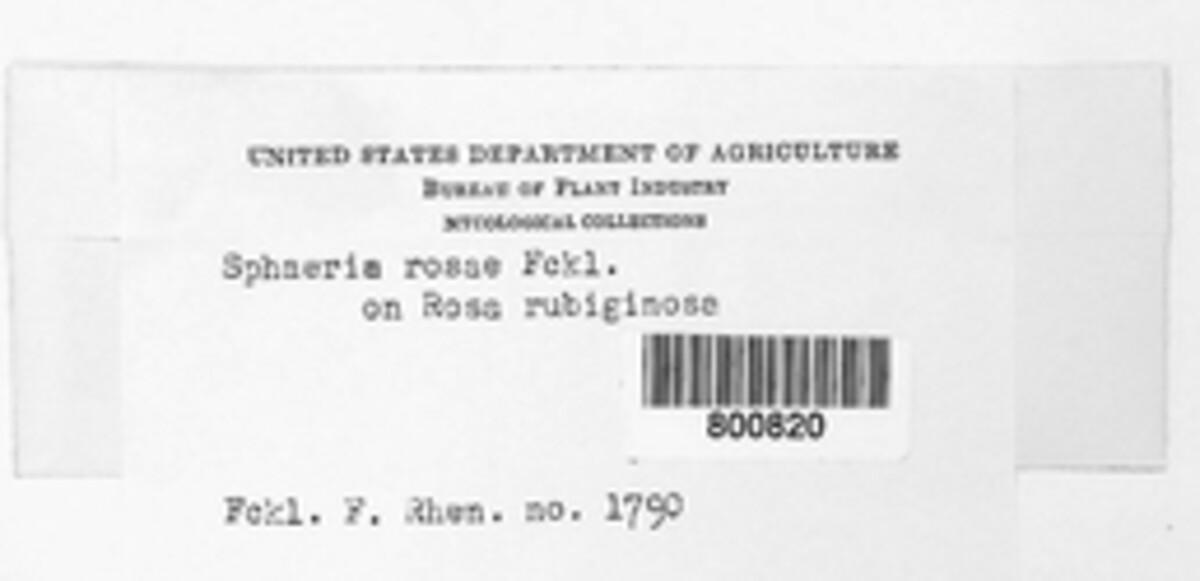 UNITED STATES DEPARTMENT OF AGRICULTURE
BUREAU OF PLANT INDUSTRY
MYCOLOGICAL COLLECTIONS
Sphaeria rosae Fckl.
on Rosa rubiginosa
800820
Fckl. F. Rhen. no. 1790